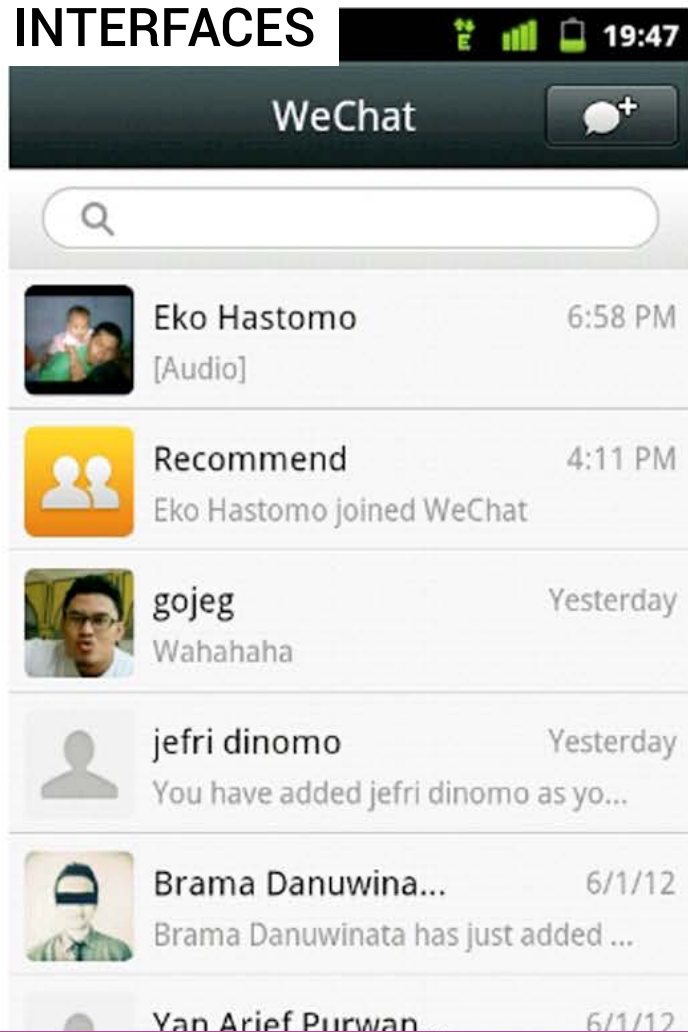 INTERFACES
E 19:47
WeChat
Eko Hastomo 6:58 PM
[Audio]
Recommend 4:11 PM
Eko Hastomo joined WeChat
gojeg Yesterday
Wahahaha
jefri dinomo Yesterday
You have added jefri dinomo as yo...
Brama Danuwina... 6/1/12
Brama Danuwinata has just added ...
Yan Arief Purwan... 6/1/12